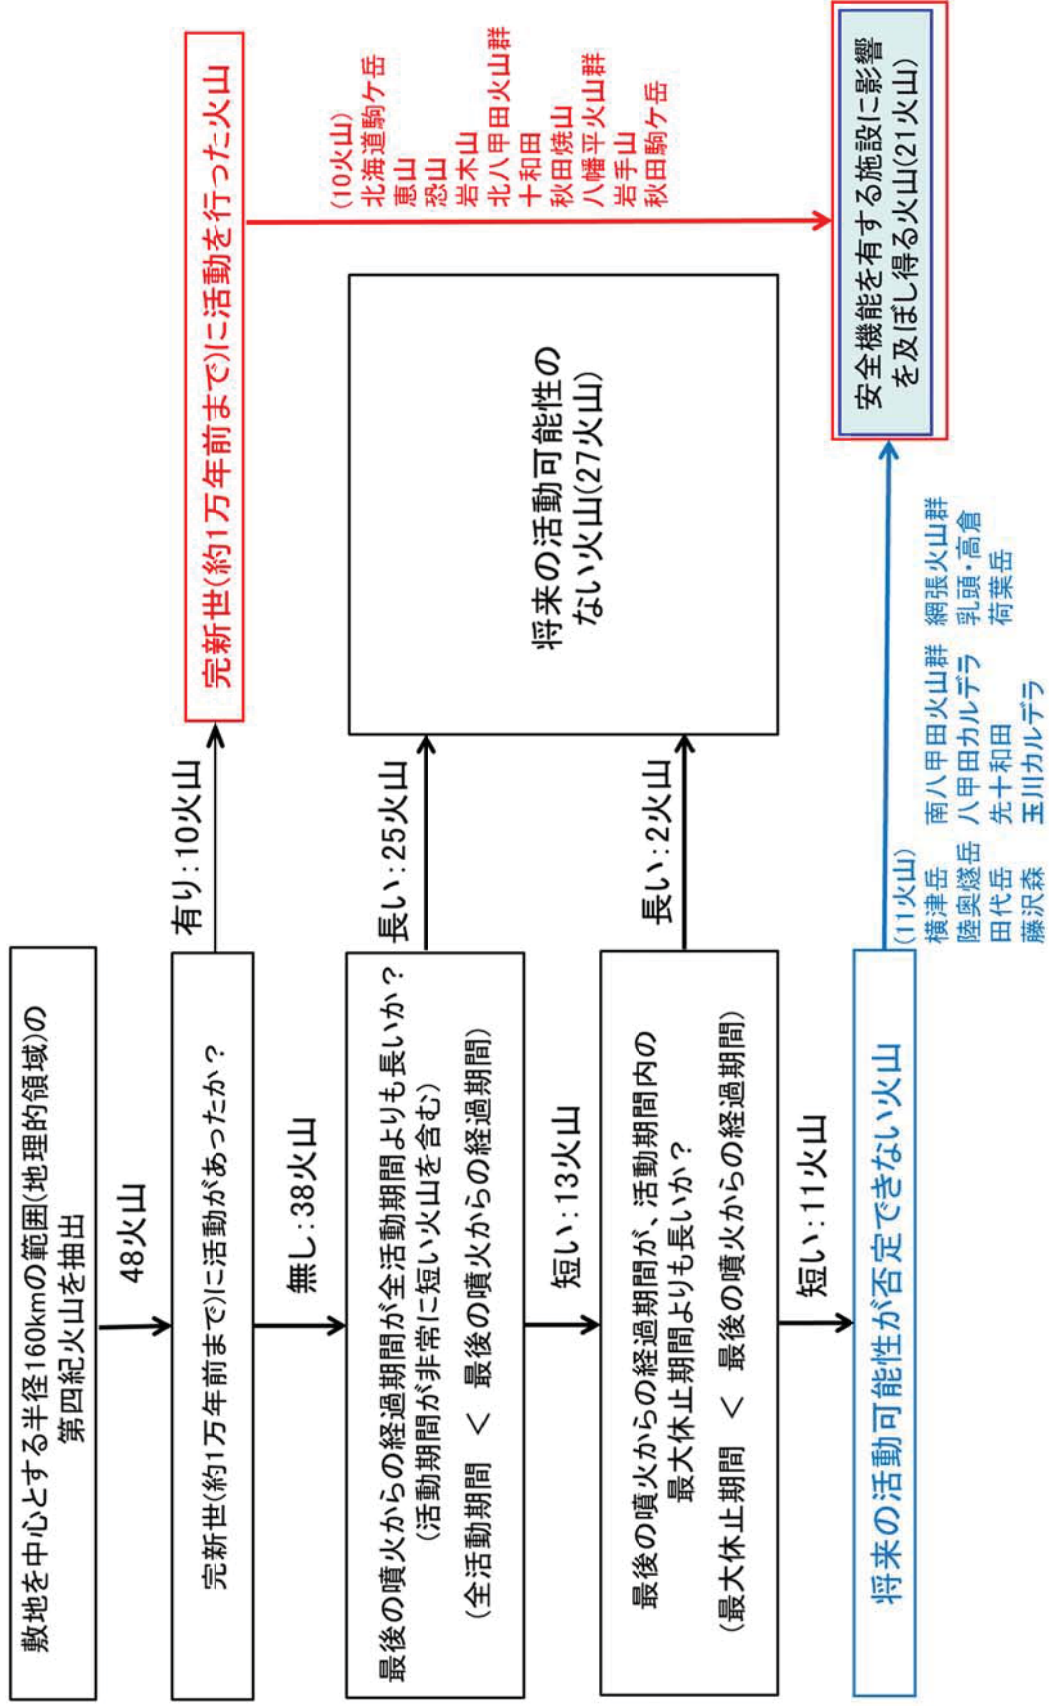 敷地を中心とする半径160kmの範囲(地理的領域)の
第四紀火山を抽出
48火山
完新世(約1万年前まで)に活動があったか？
有り：10火山
完新世(約1万年前まで)に活動を行った火山
(10火山)
北海道駒ケ岳
恵山
恐山
岩木山
北八甲田火山群
十和田
秋田焼山
八幡平火山群
岩手山
秋田駒ケ岳
無し：38火山
最後の噴火からの経過期間が全活動期間よりも長いか？
(活動期間が非常に短い火山を含む)
(全活動期間 ＜ 最後の噴火からの経過期間)
長い：25火山
将来の活動可能性の
ない火山(27火山)
短い：13火山
最後の噴火からの経過期間が、活動期間内の
最大休止期間よりも長いか？
(最大休止期間 ＜ 最後の噴火からの経過期間)
長い：2火山
短い：11火山
将来の活動可能性が否定できない火山
(11火山)
横津岳 南八甲田火山群 網張火山群
陸奥燧岳 八甲田カルデラ 乳頭・高倉
田代岳 先十和田 荷葉岳
藤沢森 玉川カルデラ
安全機能を有する施設に影響
を及ぼし得る火山(21火山)